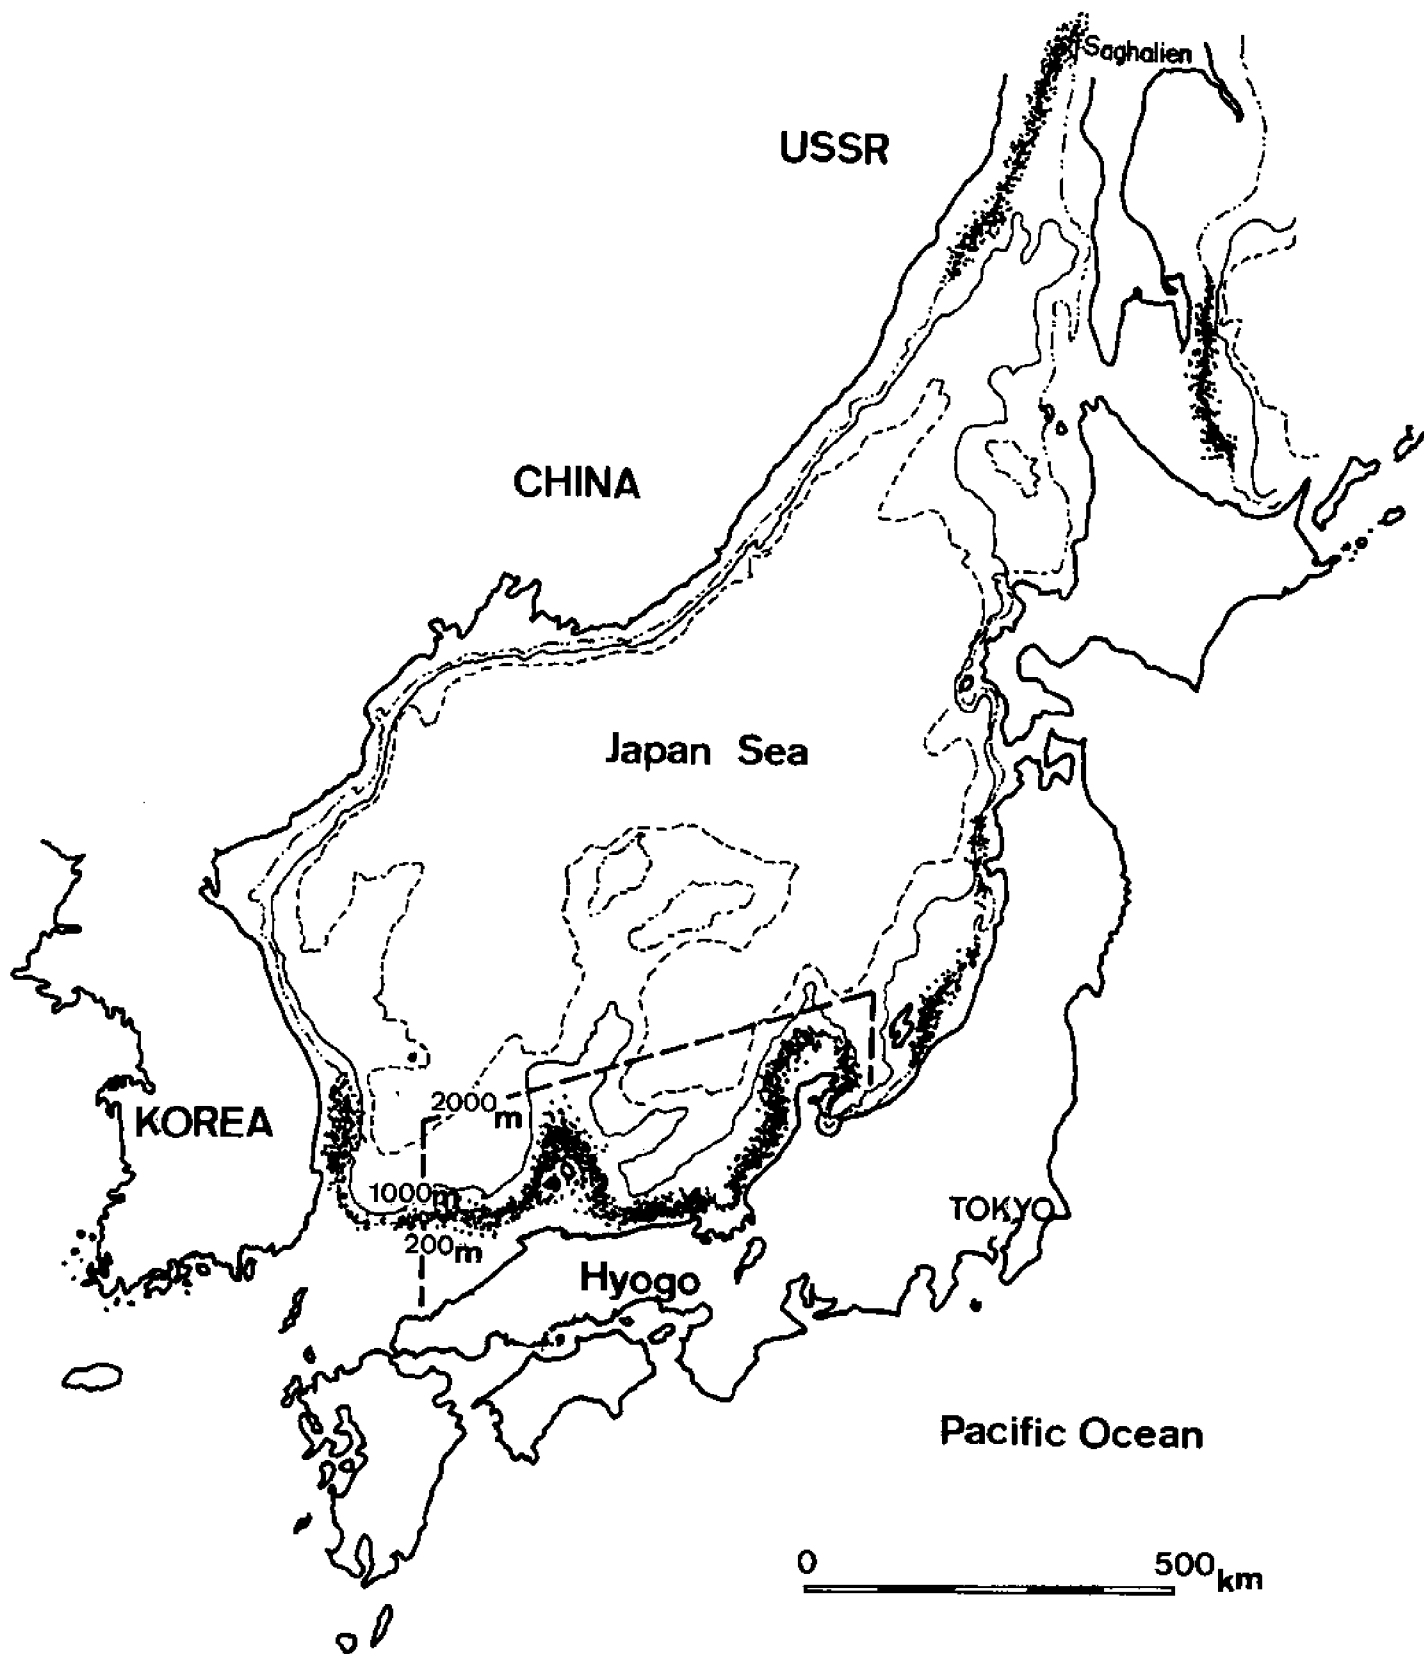 Saghalien
USSR
CHINA
Japan Sea
2000m
KOREA
1000m
TOKYO
200m
Hyogo
Pacific Ocean
0 500km